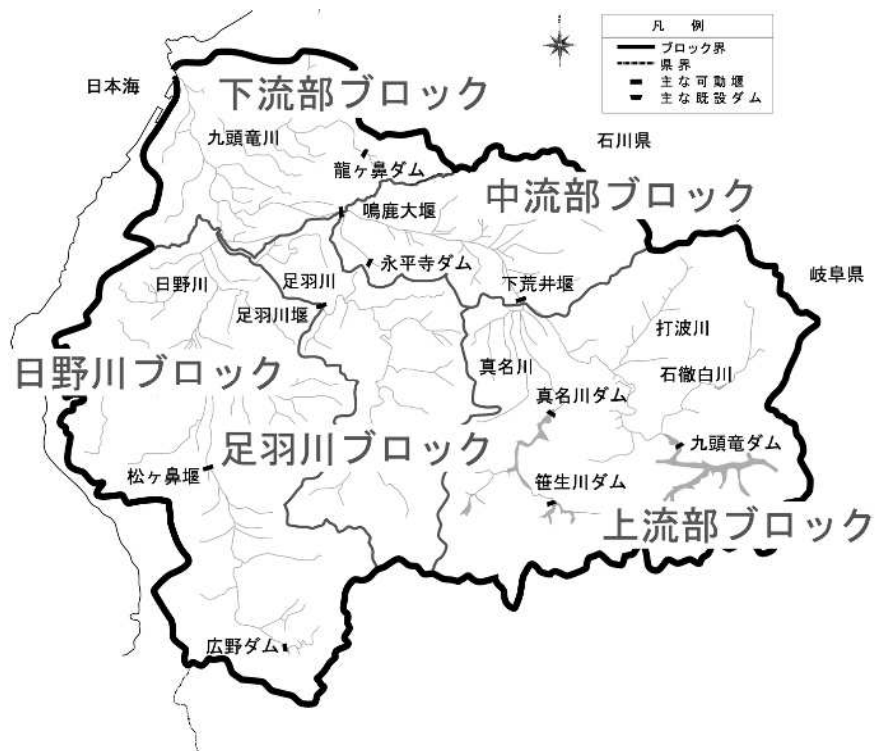 凡 例
ブロック界
県界
主な可動堰
主な既設ダム
日本海
下流部ブロック
九頭竜川
龍ヶ鼻ダム
石川県
中流部ブロック
鳴鹿大堰
永平寺ダム
日野川
足羽川
足羽川堰
下荒井堰
岐阜県
打波川
真名川
石徹白川
日野川ブロック
真名川ダム
足羽川ブロック
九頭竜ダム
松ヶ鼻堰
笹生川ダム
上流部ブロック
広野ダム